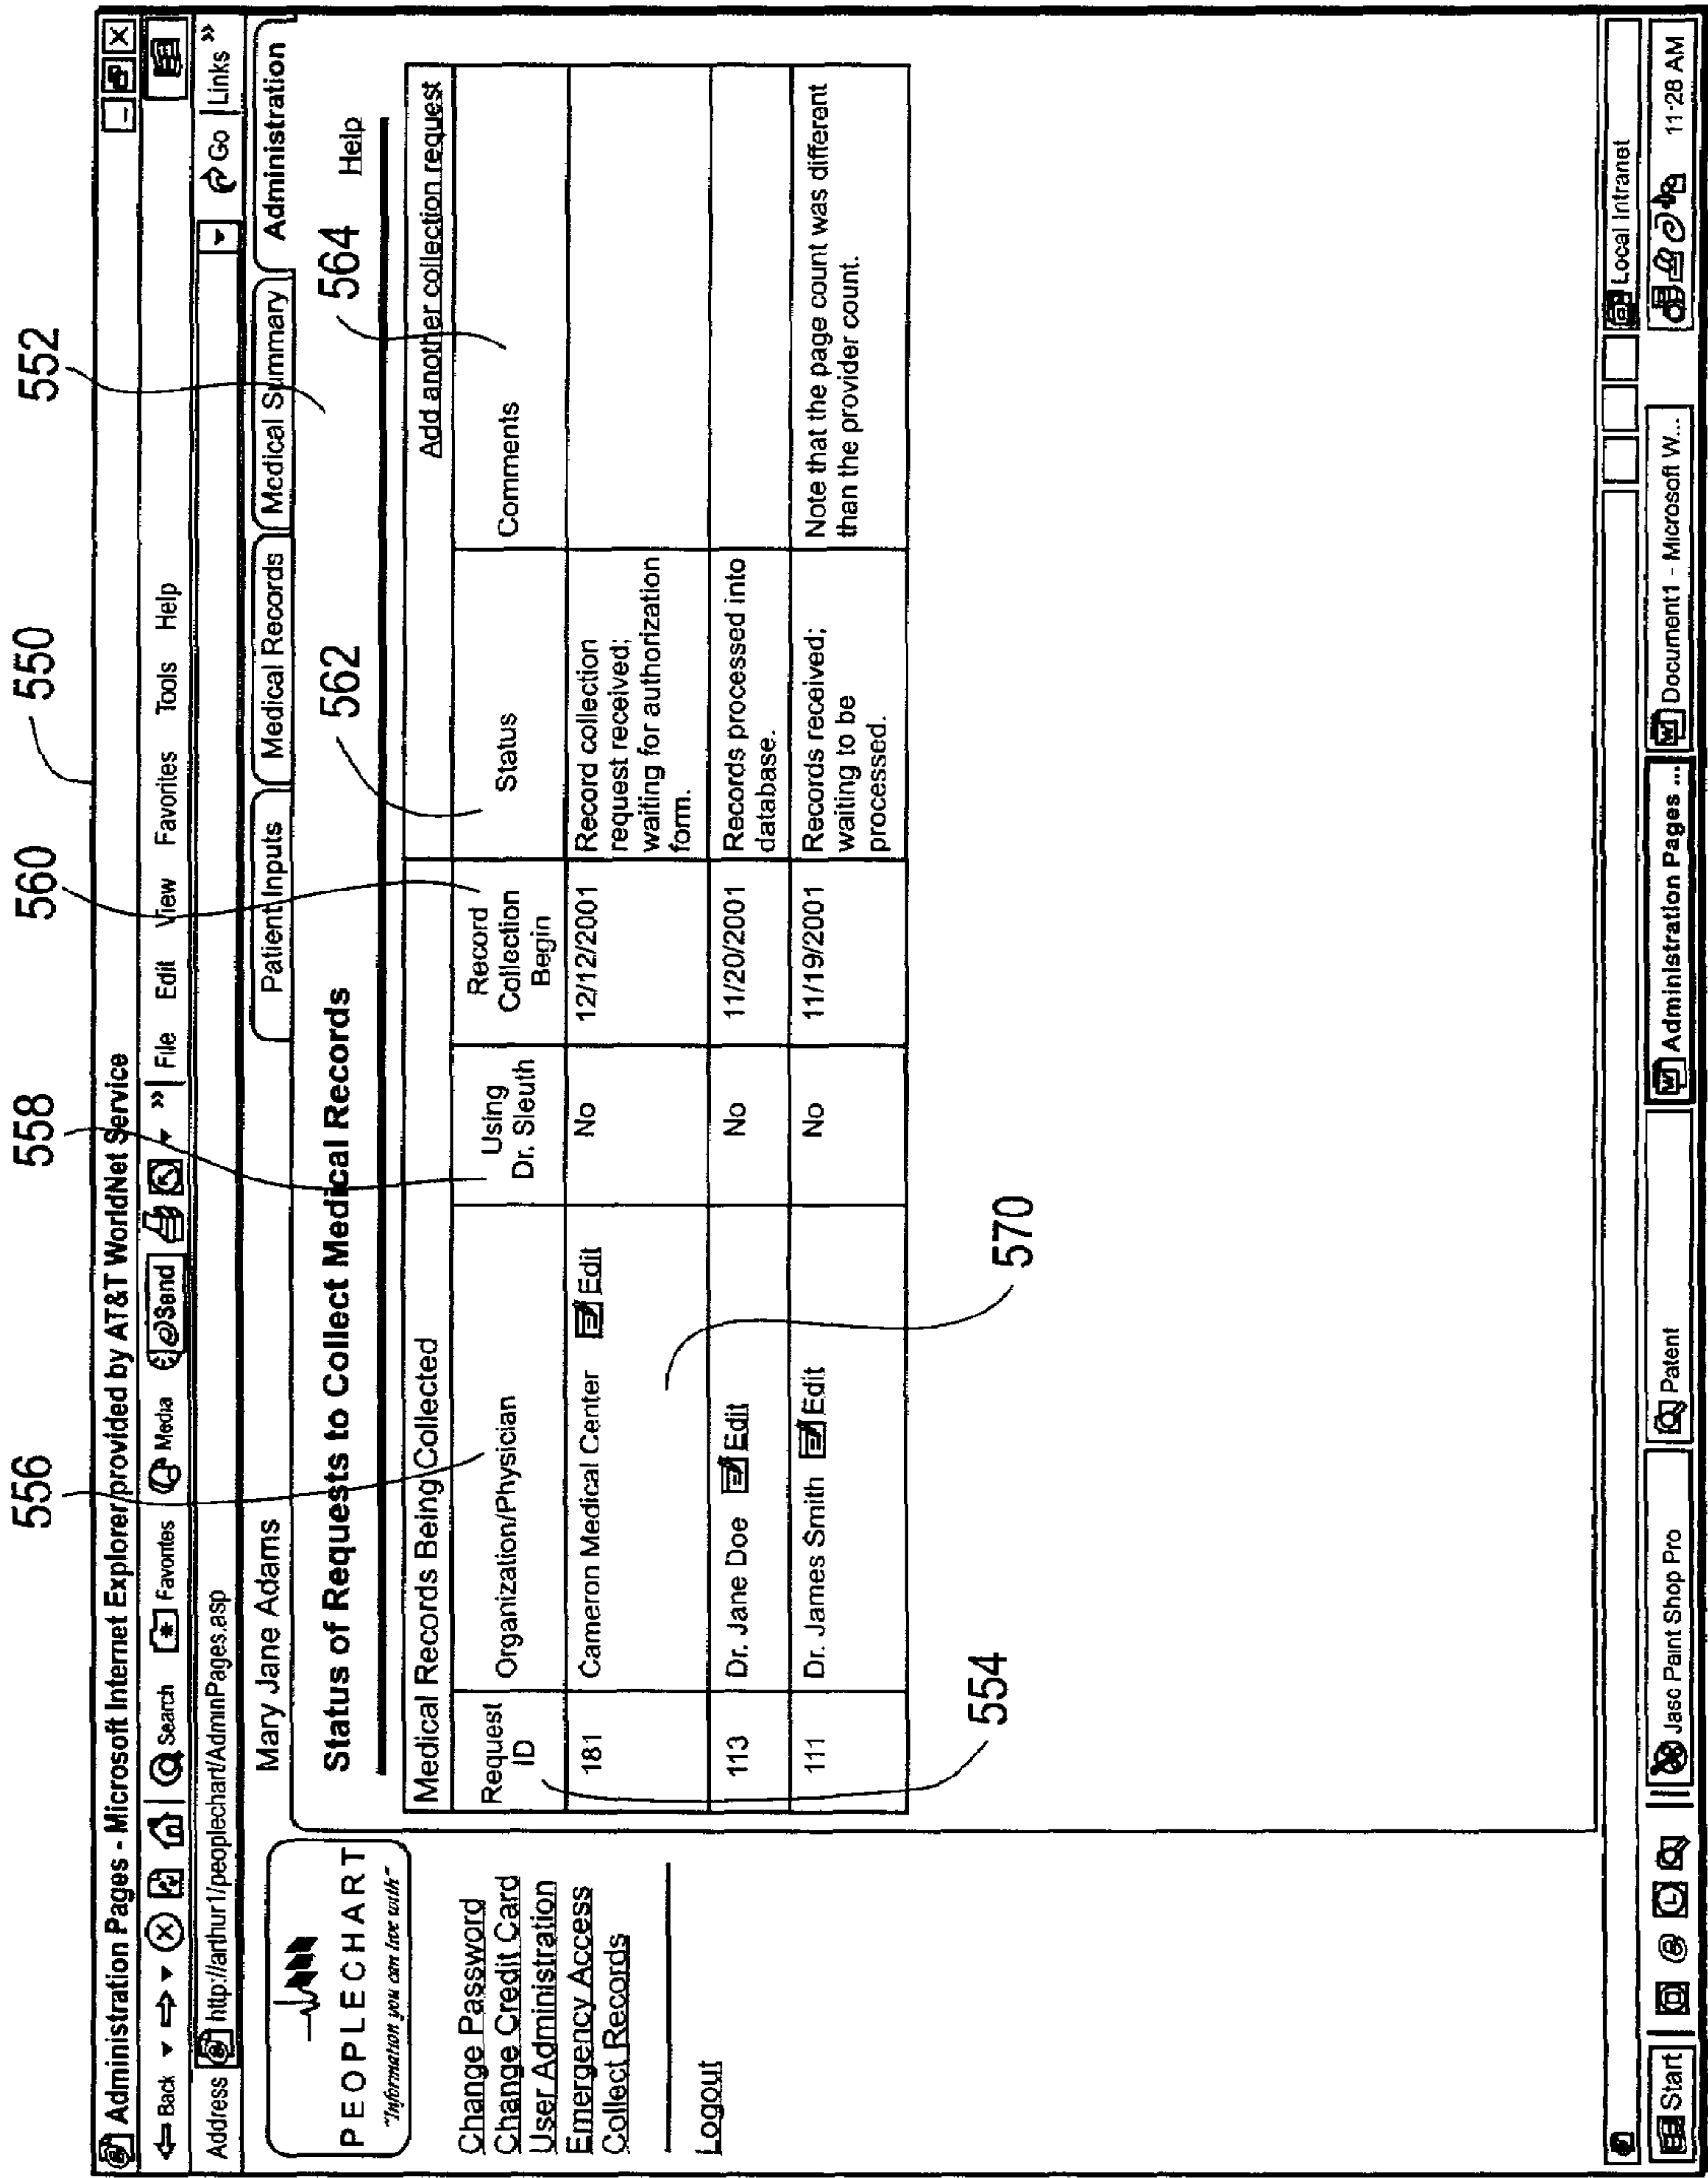 550
552
556
558
560
562
564
Administration Pages - Microsoft Internet Explorer/provided by AT&T WorldNet Service
Back Search Favorites Media Send » File Edit View Favorites Tools Help
Address http://arthur1/peoplechart/AdminPages.asp Go Links »
PEOPLECHART
"Information you can live with"
Change Password
Change Credit Card
User Administration
Emergency Access
Collect Records
Logout
Mary Jane Adams Patient Inputs Medical Records Medical Summary Administration
Status of Requests to Collect Medical Records Help
Medical Records Being Collected Add another collection request
Request ID Organization/Physician Using Dr. Sleuth Record Collection Begin Status Comments
181 Cameron Medical Center Edit No 12/12/2001 Record collection request received; waiting for authorization form.
113 Dr. Jane Doe Edit No 11/20/2001 Records processed into database.
111 Dr. James Smith Edit No 11/19/2001 Records received; waiting to be processed. Note that the page count was different than the provider count.
554
570
Local Intranet
Start Jasc Paint Shop Pro Patent Administration Pages ... Document1 - Microsoft W... 11:28 AM